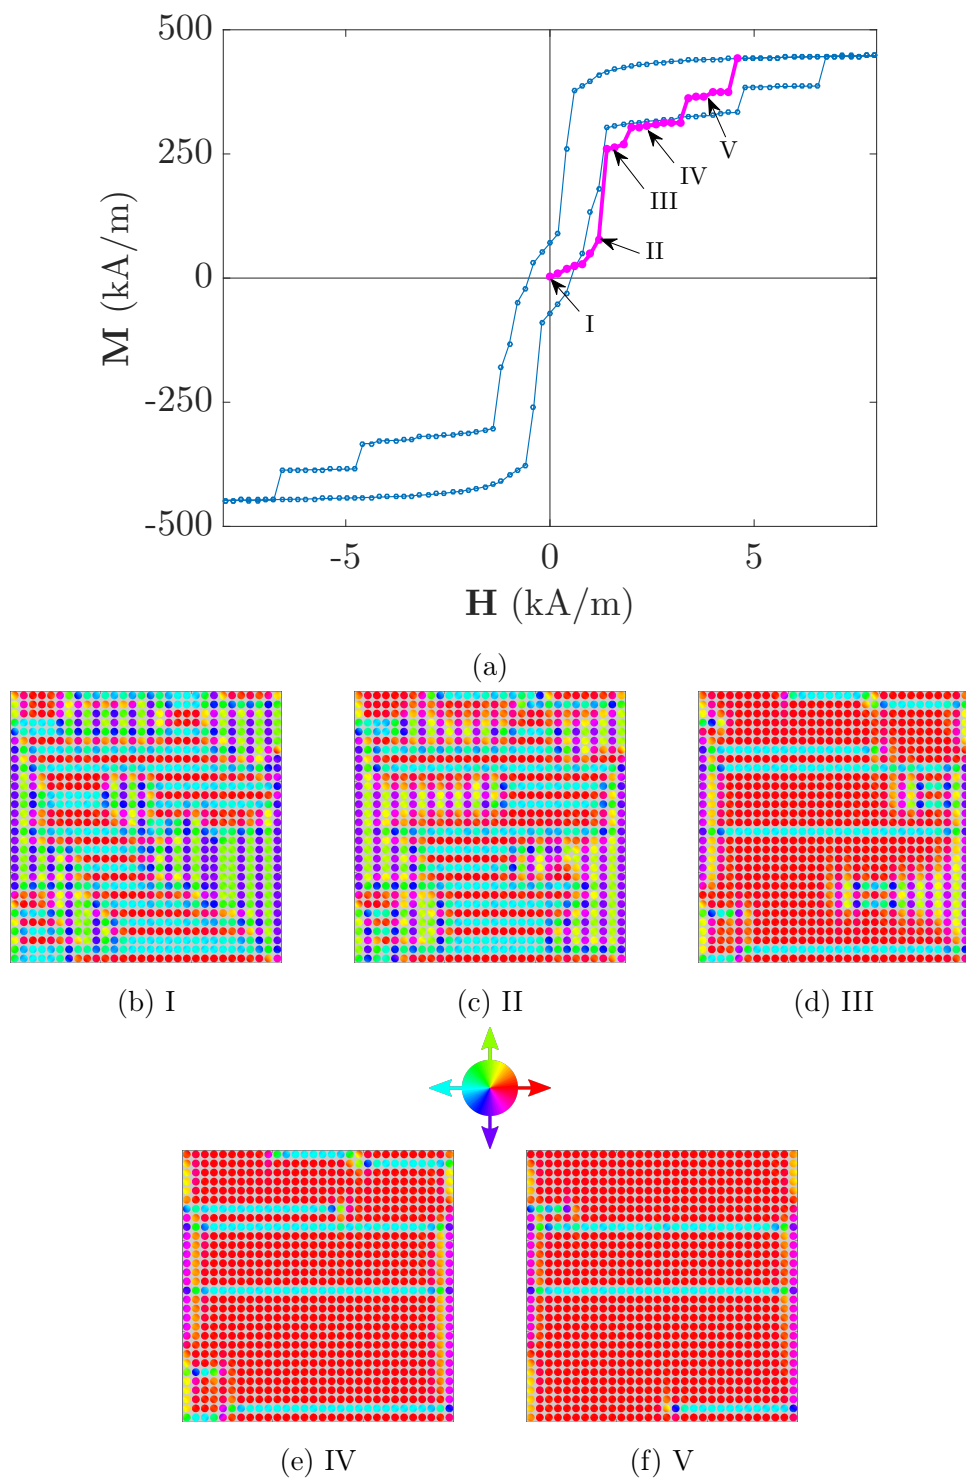 500
250
0
-250
-500
M (kA/m)
I
II
III
IV
V
-5
0
5
H (kA/m)
(a)
(b) I
(c) II
(d) III
(e) IV
(f) V